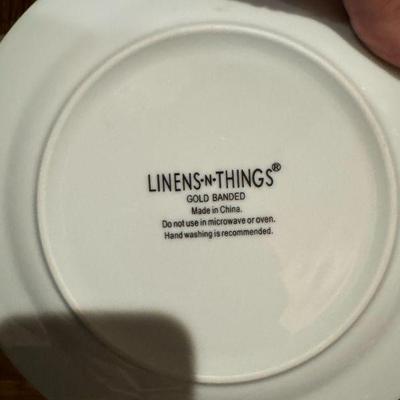 LINENS·N·THINGS®
GOLD BANDED
Made in China.
Do not use in microwave or oven.
Hand washing is recommended.